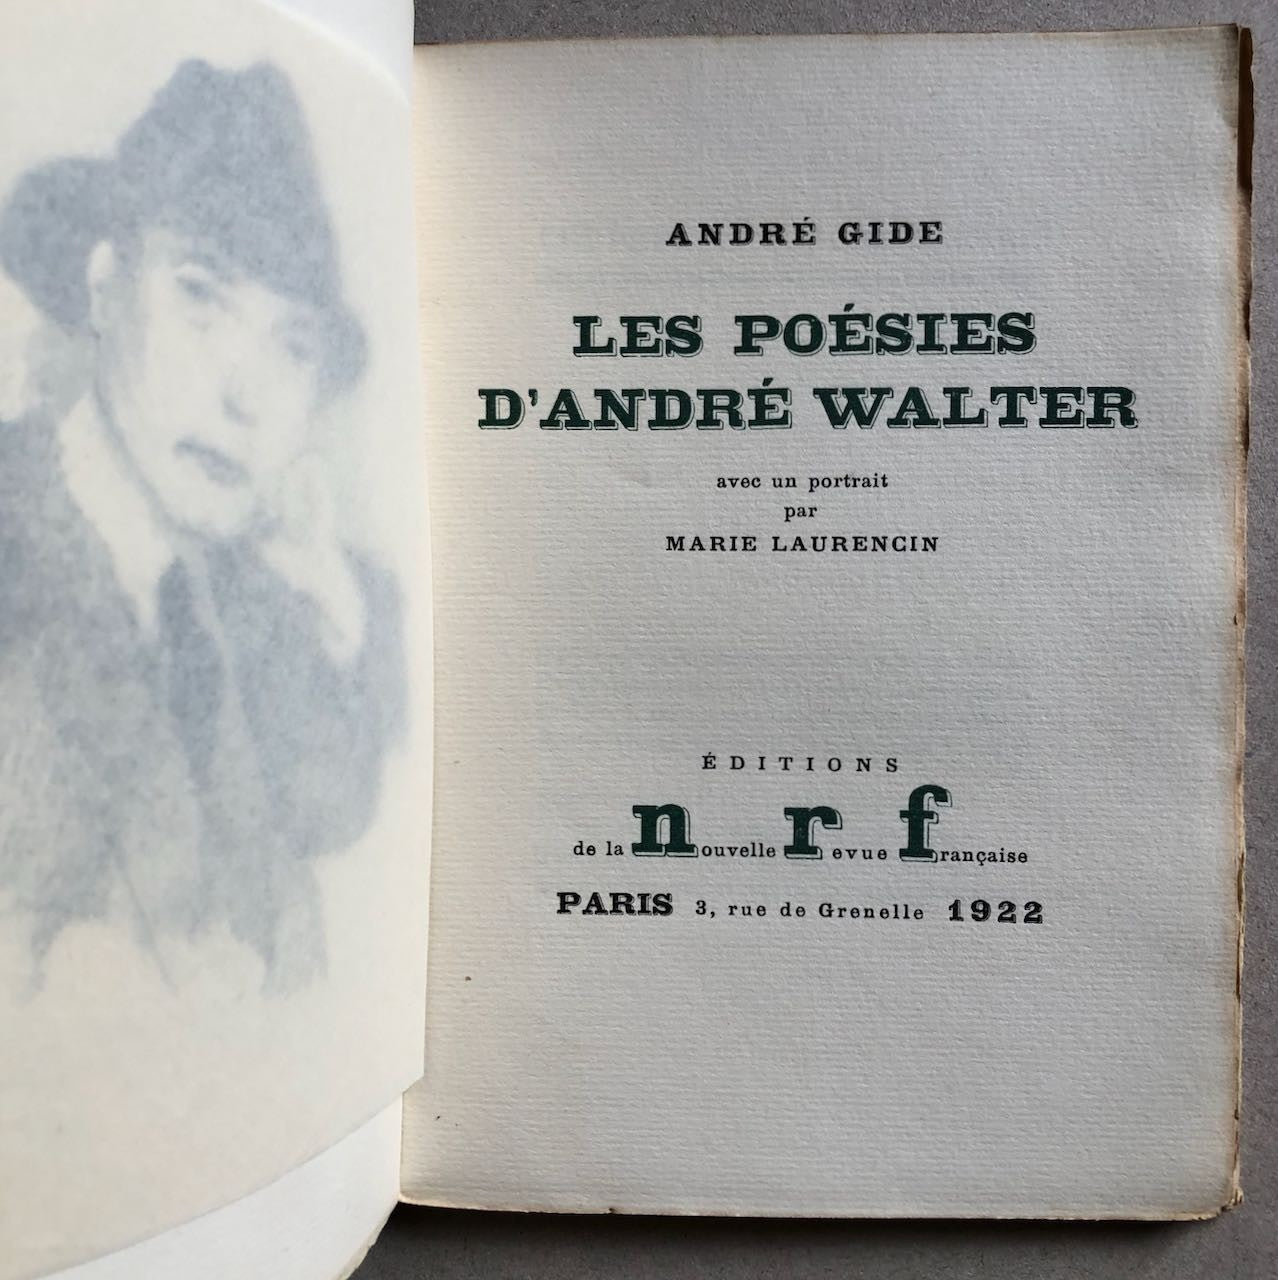 ANDRÉ GIDE
LES POÉSIES
D'ANDRÉ WALTER
avec un portrait
par
MARIE LAURENCIN
ÉDITIONS
de la nouvelle revue française
PARIS 3, rue de Grenelle 1922